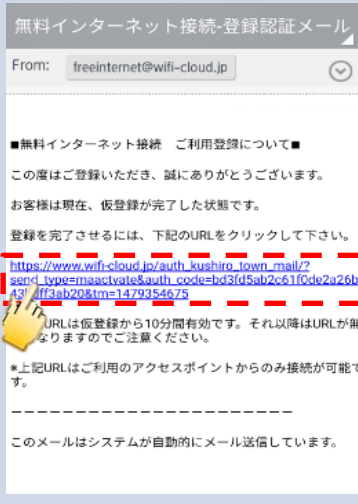 無料インターネット接続-登録認証メール
From: freeinternet@wifi-cloud.jp
■無料インターネット接続　ご利用登録について■
この度はご登録いただき、誠にありがとうございます。
お客様は現在、仮登録が完了した状態です。
登録を完了させるには、下記のURLをクリックして下さい。
https://www.wifi-cloud.jp/auth_kushiro_town_mail/?
send_type=maactvate&auth_code=bd3fd5ab2c61f0de2a26b
ff3ab20&tm=1479354675
URLは仮登録から10分間有効です。それ以降はURLが無
なりますのでご注意ください。
*上記URLはご利用のアクセスポイントからのみ接続が可能で
す。
－－－－－－－－－－－－－－－－－－－－－－
このメールはシステムが自動的にメール送信しています。